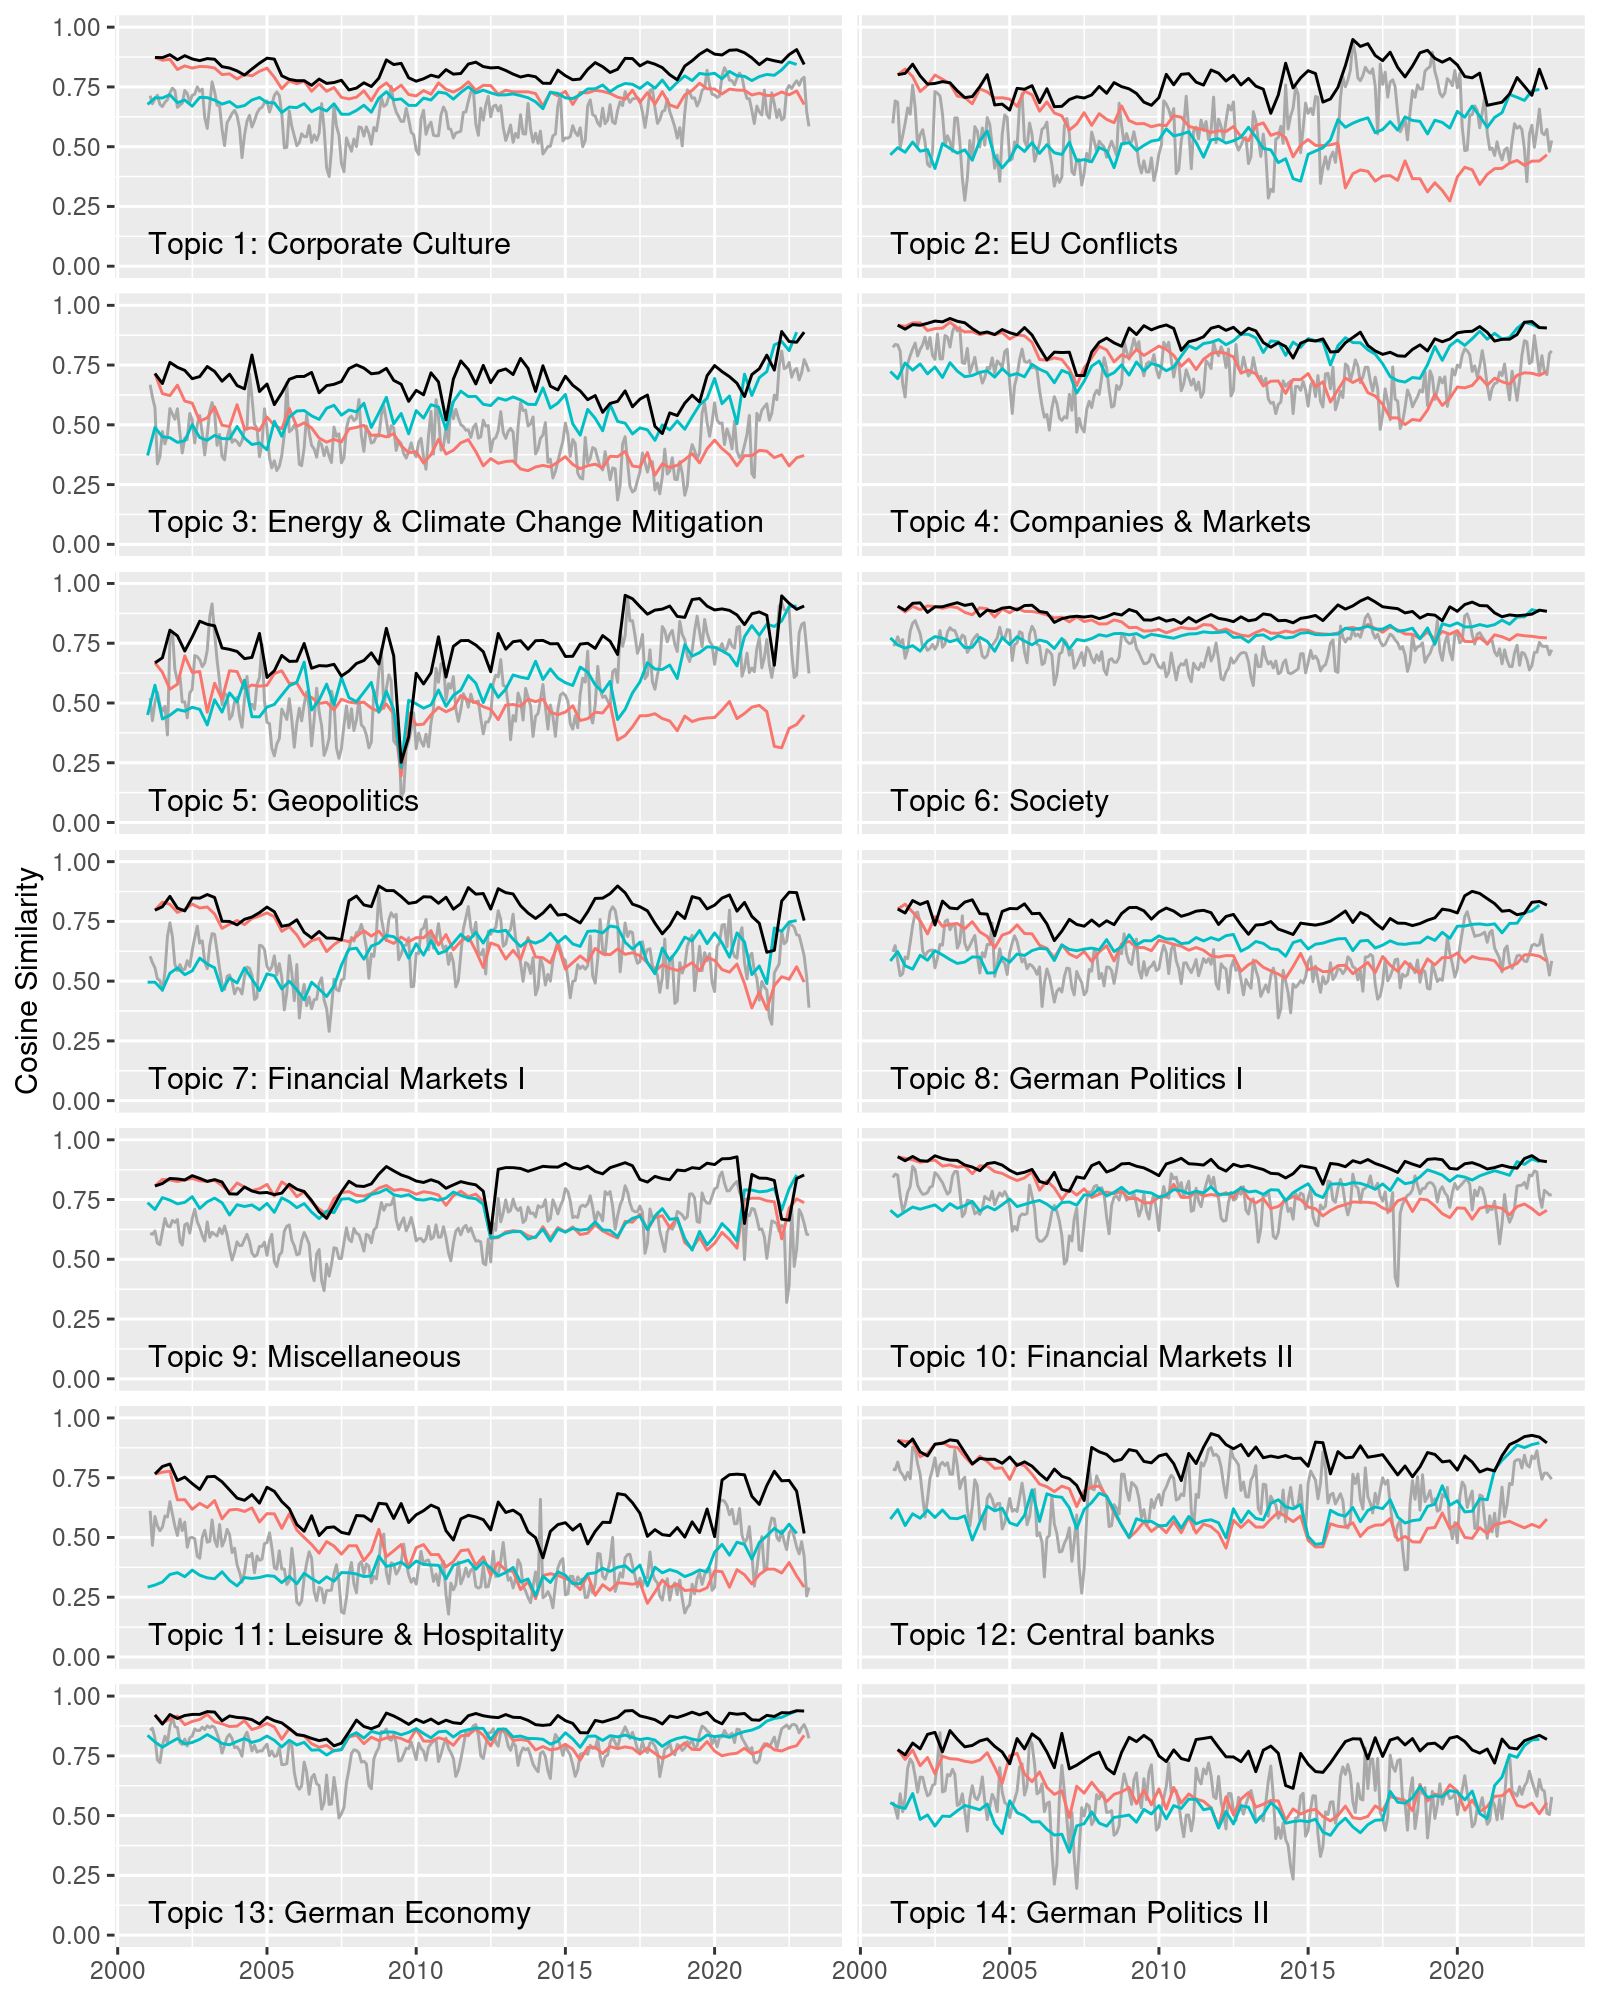 1.00
0.75
0.50
0.25
0.00
Topic 1: Corporate Culture
Topic 2: EU Conflicts
1.00
0.75
0.50
0.25
0.00
Topic 3: Energy & Climate Change Mitigation
Topic 4: Companies & Markets
1.00
0.75
0.50
0.25
0.00
Topic 5: Geopolitics
Topic 6: Society
Cosine Similarity
1.00
0.75
0.50
0.25
0.00
Topic 7: Financial Markets I
Topic 8: German Politics I
1.00
0.75
0.50
0.25
0.00
Topic 9: Miscellaneous
Topic 10: Financial Markets II
1.00
0.75
0.50
0.25
0.00
Topic 11: Leisure & Hospitality
Topic 12: Central banks
1.00
0.75
0.50
0.25
0.00
Topic 13: German Economy
Topic 14: German Politics II
2000 2005 2010 2015 2020 2000 2005 2010 2015 2020